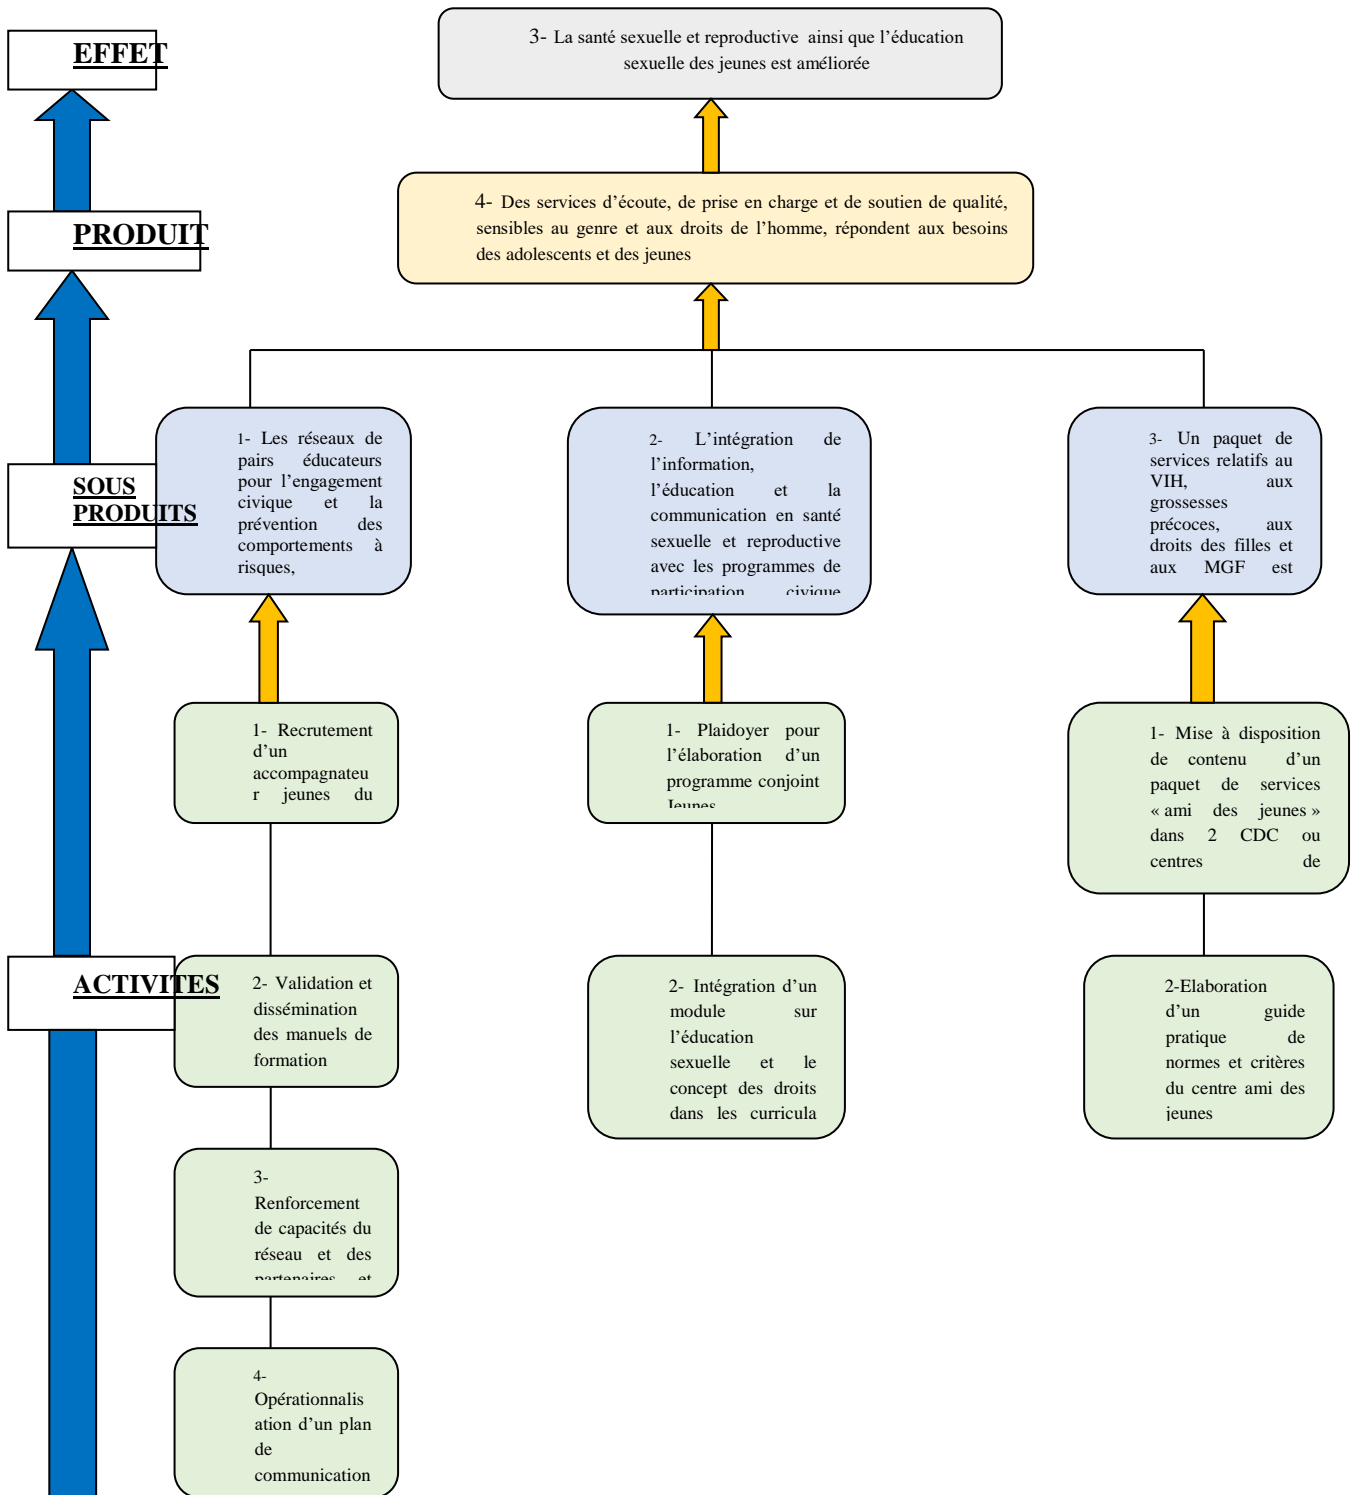 EFFET
3- La santé sexuelle et reproductive ainsi que l’éducation
sexuelle des jeunes est améliorée
PRODUIT
4- Des services d’écoute, de prise en charge et de soutien de qualité,
sensibles au genre et aux droits de l’homme, répondent aux besoins
des adolescents et des jeunes
SOUS
PRODUITS
1- Les réseaux de
pairs éducateurs
pour l’engagement
civique et la
prévention des
comportements à
risques,
2- L’intégration de
l’information,
l’éducation et la
communication en santé
sexuelle et reproductive
avec les programmes de
participation civique
3- Un paquet de
services relatifs au
VIH, aux
grossesses
précoces, aux
droits des filles et
aux MGF est
1- Recrutement
d’un
accompagnateu
r jeunes du
1- Plaidoyer pour
l’élaboration d’un
programme conjoint
Jeunes
1- Mise à disposition
de contenu d’un
paquet de services
« ami des jeunes »
dans 2 CDC ou
centres de
ACTIVITES
2- Validation et
dissémination
des manuels de
formation
2- Intégration d’un
module sur
l’éducation
sexuelle et le
concept des droits
dans les curricula
2-Elaboration
d’un guide
pratique de
normes et critères
du centre ami des
jeunes
3-
Renforcement
de capacités du
réseau et des
partenaires et
4-
Opérationnalis
ation d’un plan
de
communication